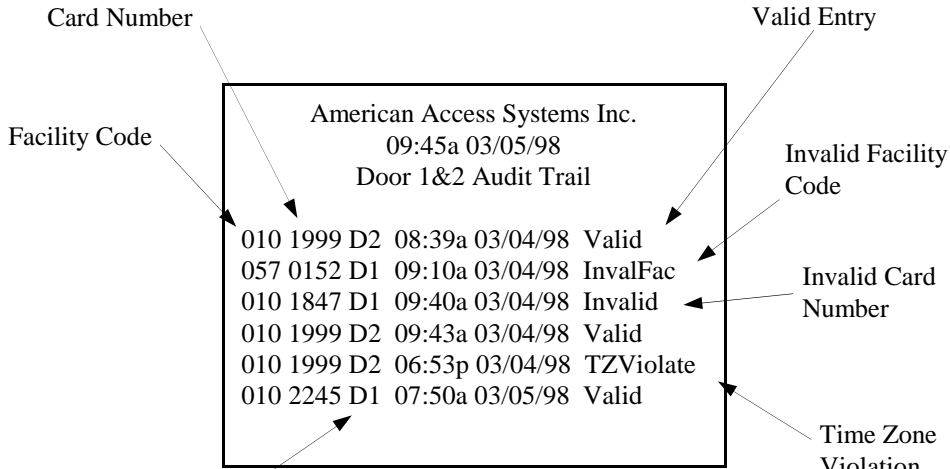 Card Number
Valid Entry
American Access Systems Inc.
Facility Code
09:45a 03/05/98
Door 1&2 Audit Trail
Invalid Facility
Code
010 1999 D2 08:39a 03/04/98 Valid
057 0152 D1 09:10a 03/04/98 InvalFac
010 1847 D1 09:40a 03/04/98 Invalid
010 1999 D2 09:43a 03/04/98 Valid
010 1999 D2 06:53p 03/04/98 TZViolate
010 2245 D1 07:50a 03/05/98 Valid
Invalid Card
Number
Time Zone
Violation